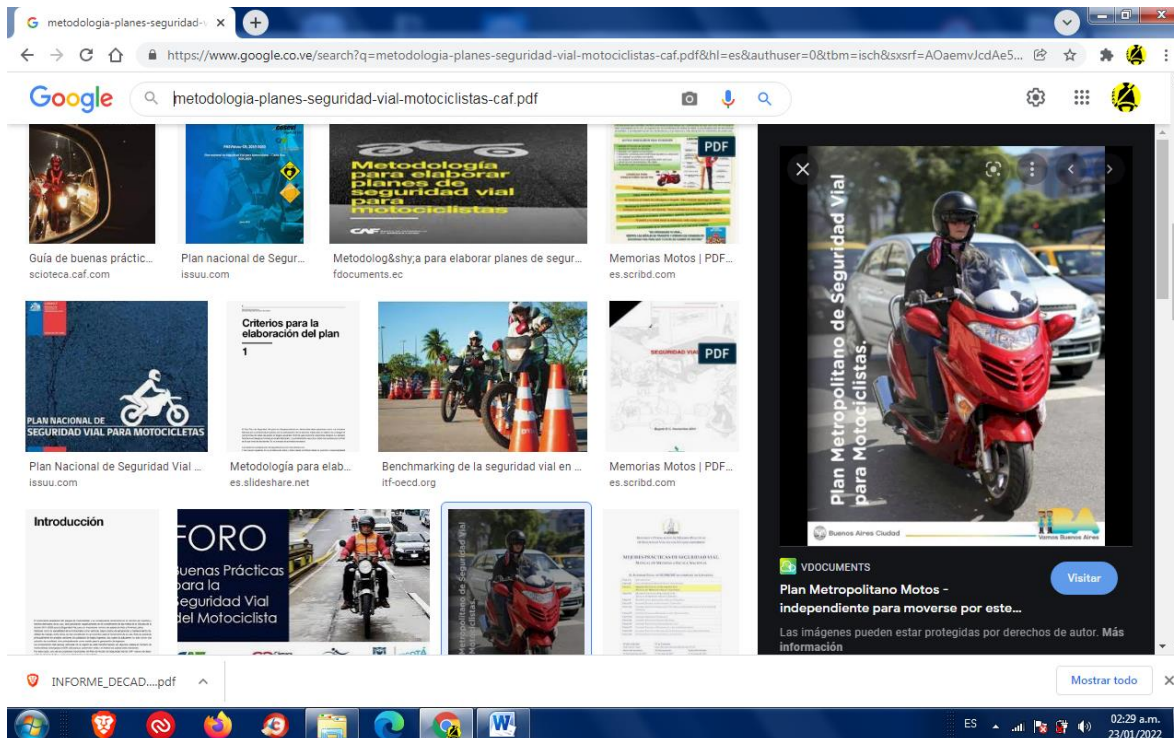 metodologia-planes-seguridad-v
https://www.google.co.ve/search?q=metodologia-planes-seguridad-vial-motociclistas-caf.pdf&hl=es&authuser=0&tbm=isch&sxsrf=AOaemvJcdAe5...
Google
metodologia-planes-seguridad-vial-motociclistas-caf.pdf
Guía de buenas práctic...
scioteca.caf.com
Plan nacional de Segur...
issuu.com
Metodología
para elaborar
planes de
seguridad vial
para
motociclistas
CAF
Metodolog&shy;a para elaborar planes de segur...
fdocuments.ec
PDF
Memorias Motos | PDF...
es.scribd.com
PLAN NACIONAL DE
SEGURIDAD VIAL PARA MOTOCICLETAS
Plan Nacional de Seguridad Vial ...
issuu.com
Criterios para la
elaboración del plan
1
Metodología para elab...
es.slideshare.net
Benchmarking de la seguridad vial en ...
itf-oecd.org
SEGURIDAD VIAL
PDF
Memorias Motos | PDF...
es.scribd.com
Introducción
FORO
Buenas Prácticas
para la
Seguridad Vial
del Motociclista
Plan Metropolitano de Seguridad Vial
para Motociclistas.
Buenos Aires Ciudad
BA
Vamos Buenos Aires
VDOCUMENTS
Plan Metropolitano Motos -
independiente para moverse por este...
Visitar
Las imágenes pueden estar protegidas por derechos de autor. Más
información
INFORME_DECAD....pdf
Mostrar todo
ES
02:29 a.m.
23/01/2022